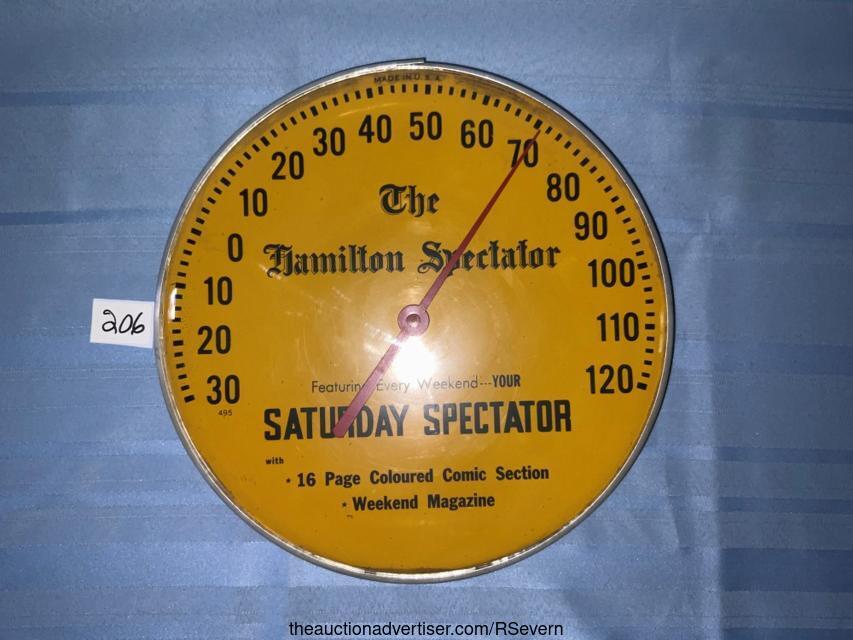 MADE IN U.S.A.
30 20 10 0 10 20 30 40 50 60 70 80 90 100 110 120
The
Hamilton Spectator
206
495
Featuring Every Weekend---YOUR
SATURDAY SPECTATOR
with
* 16 Page Coloured Comic Section
* Weekend Magazine
theauctionadvertiser.com/RSevern